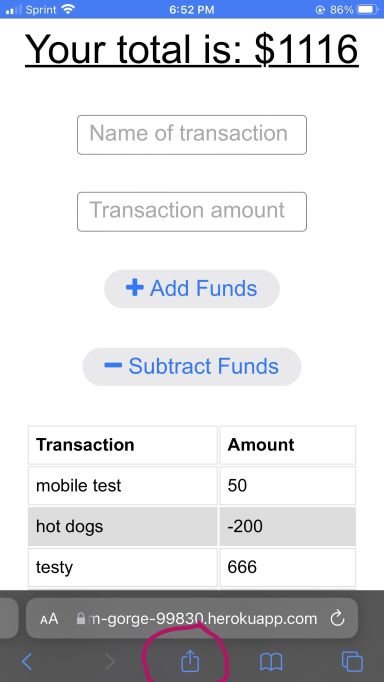 Sprint 6:52 PM 86%
Your total is: $1116
Name of transaction
Transaction amount
+ Add Funds
− Subtract Funds
Transaction Amount
mobile test 50
hot dogs -200
testy 666
AA m-gorge-99830.herokuapp.com